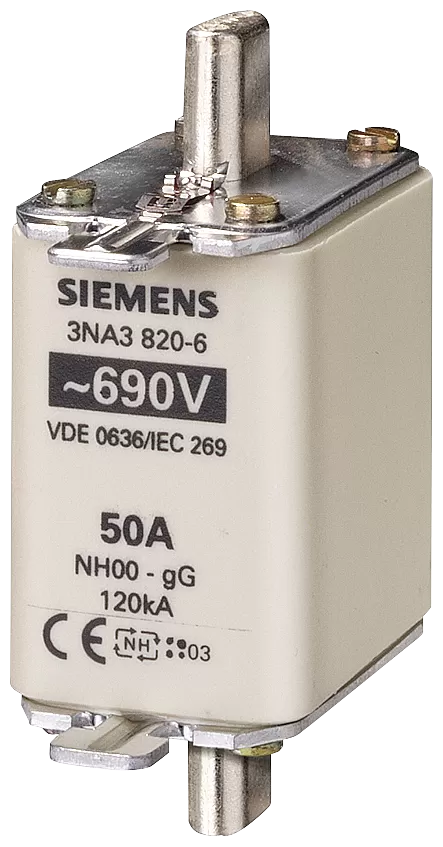 SIEMENS
3NA3 820-6
~690V
VDE 0636/IEC 269
50A
NH00 - gG
120kA
CE NH 03